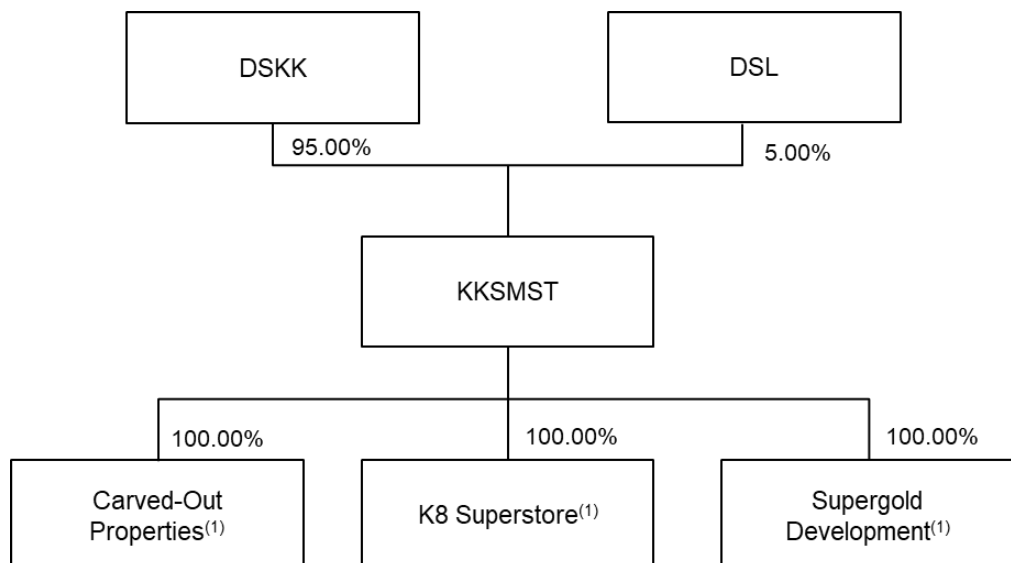 DSKK
DSL
95.00%
5.00%
KKSMST
100.00%
100.00%
100.00%
Carved-Out
Properties(1)
K8 Superstore(1)
Supergold
Development(1)